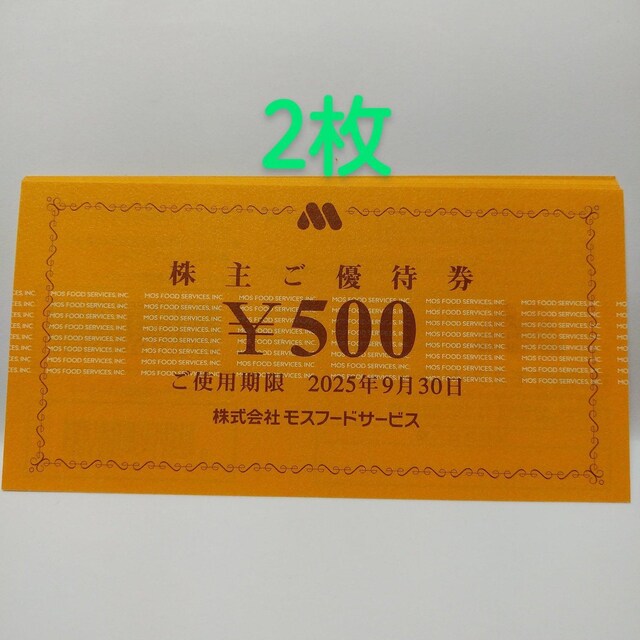 2枚
株主ご優待券
MOS FOOD SERVICES, INC.
¥500
ご使用期限 2025年9月30日
株式会社モスフードサービス